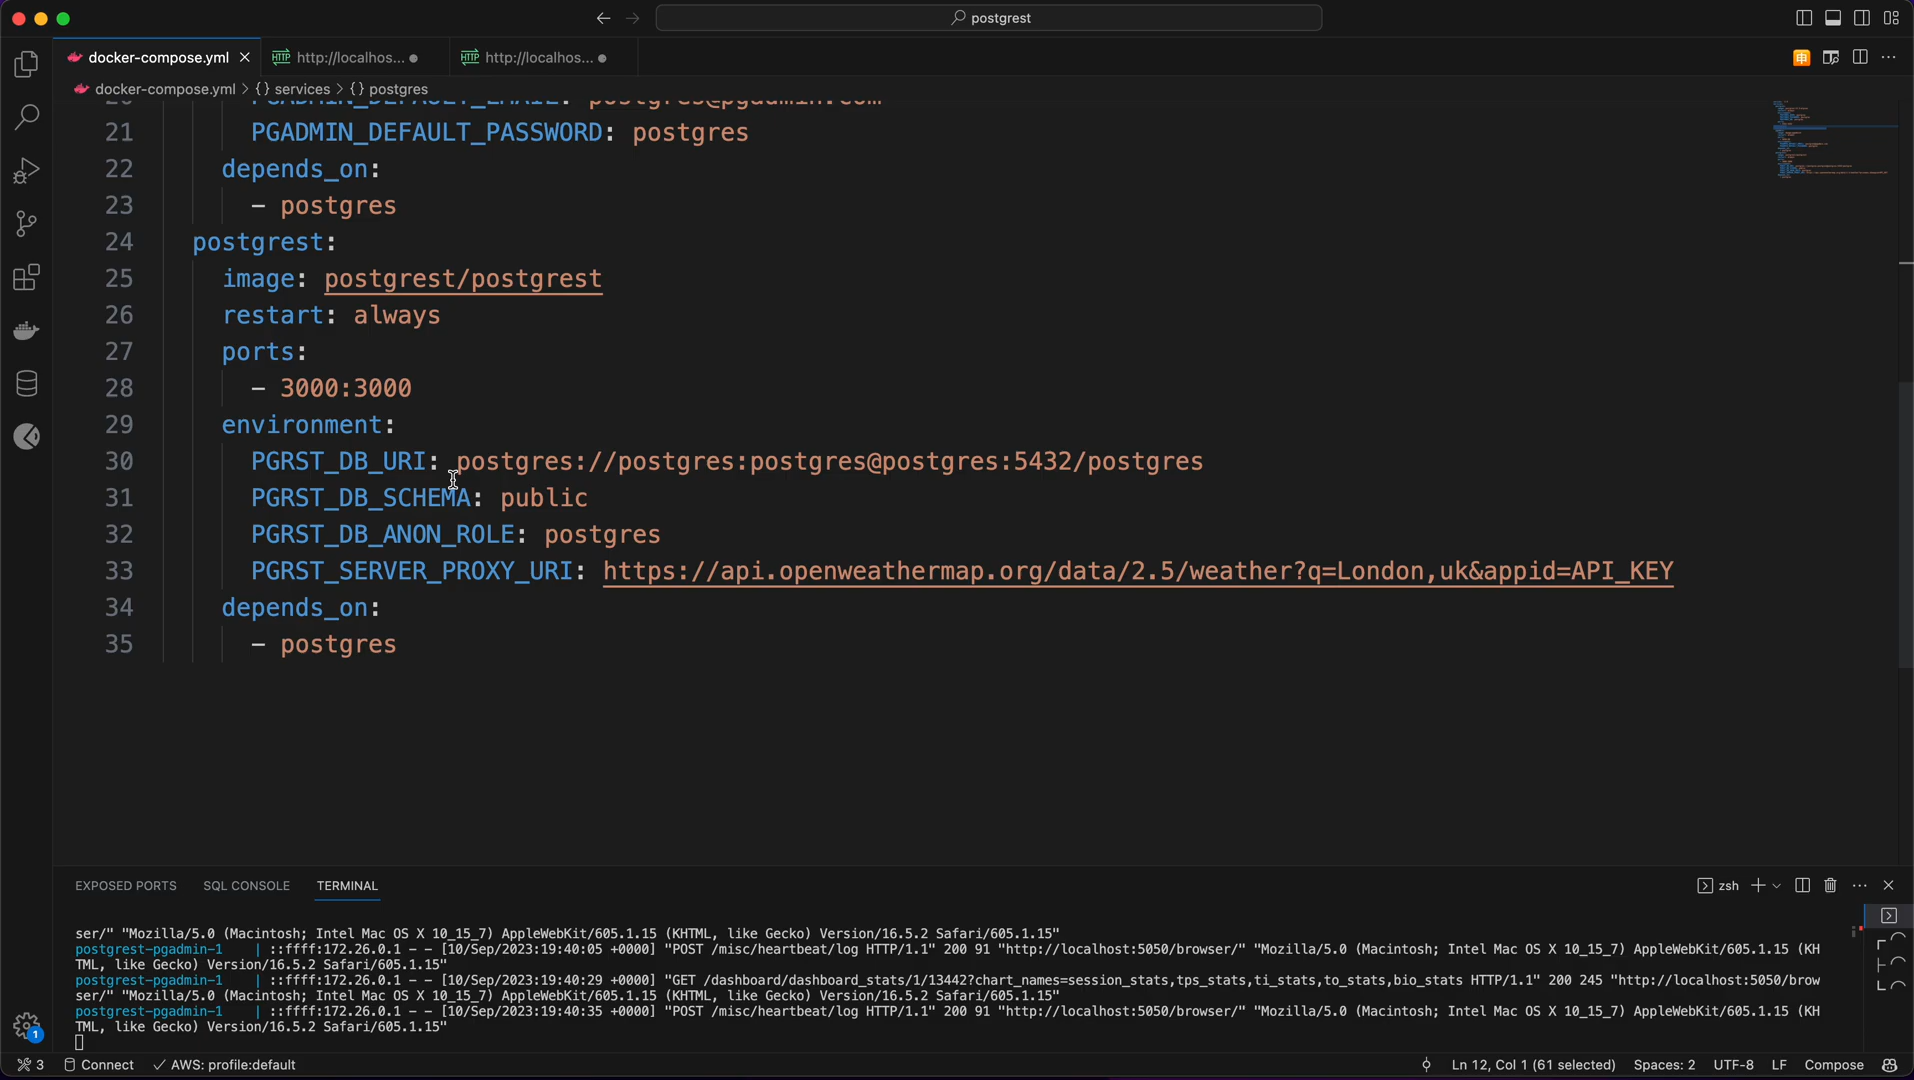 postgrest
docker-compose.yml
http://localhos...
http://localhos...
docker-compose.yml > {} services > {} postgres
20 PGADMIN_DEFAULT_EMAIL: postgres@pgadmin.com
21 PGADMIN_DEFAULT_PASSWORD: postgres
22 depends_on:
23 - postgres
24 postgrest:
25 image: postgrest/postgrest
26 restart: always
27 ports:
28 - 3000:3000
29 environment:
30 PGRST_DB_URI: postgres://postgres:postgres@postgres:5432/postgres
31 PGRST_DB_SCHEMA: public
32 PGRST_DB_ANON_ROLE: postgres
33 PGRST_SERVER_PROXY_URI: https://api.openweathermap.org/data/2.5/weather?q=London,uk&appid=API_KEY
34 depends_on:
35 - postgres
EXPOSED PORTS SQL CONSOLE TERMINAL
zsh
ser/" "Mozilla/5.0 (Macintosh; Intel Mac OS X 10_15_7) AppleWebKit/605.1.15 (KHTML, like Gecko) Version/16.5.2 Safari/605.1.15"
postgrest-pgadmin-1 | ::ffff:172.26.0.1 - - [10/Sep/2023:19:40:05 +0000] "POST /misc/heartbeat/log HTTP/1.1" 200 91 "http://localhost:5050/browser/" "Mozilla/5.0 (Macintosh; Intel Mac OS X 10_15_7) AppleWebKit/605.1.15 (KH
TML, like Gecko) Version/16.5.2 Safari/605.1.15"
postgrest-pgadmin-1 | ::ffff:172.26.0.1 - - [10/Sep/2023:19:40:29 +0000] "GET /dashboard/dashboard_stats/1/13442?chart_names=session_stats,tps_stats,ti_stats,to_stats,bio_stats HTTP/1.1" 200 245 "http://localhost:5050/brow
ser/" "Mozilla/5.0 (Macintosh; Intel Mac OS X 10_15_7) AppleWebKit/605.1.15 (KHTML, like Gecko) Version/16.5.2 Safari/605.1.15"
postgrest-pgadmin-1 | ::ffff:172.26.0.1 - - [10/Sep/2023:19:40:35 +0000] "POST /misc/heartbeat/log HTTP/1.1" 200 91 "http://localhost:5050/browser/" "Mozilla/5.0 (Macintosh; Intel Mac OS X 10_15_7) AppleWebKit/605.1.15 (KH
TML, like Gecko) Version/16.5.2 Safari/605.1.15"
1
3 Connect AWS: profile:default Ln 12, Col 1 (61 selected) Spaces: 2 UTF-8 LF Compose